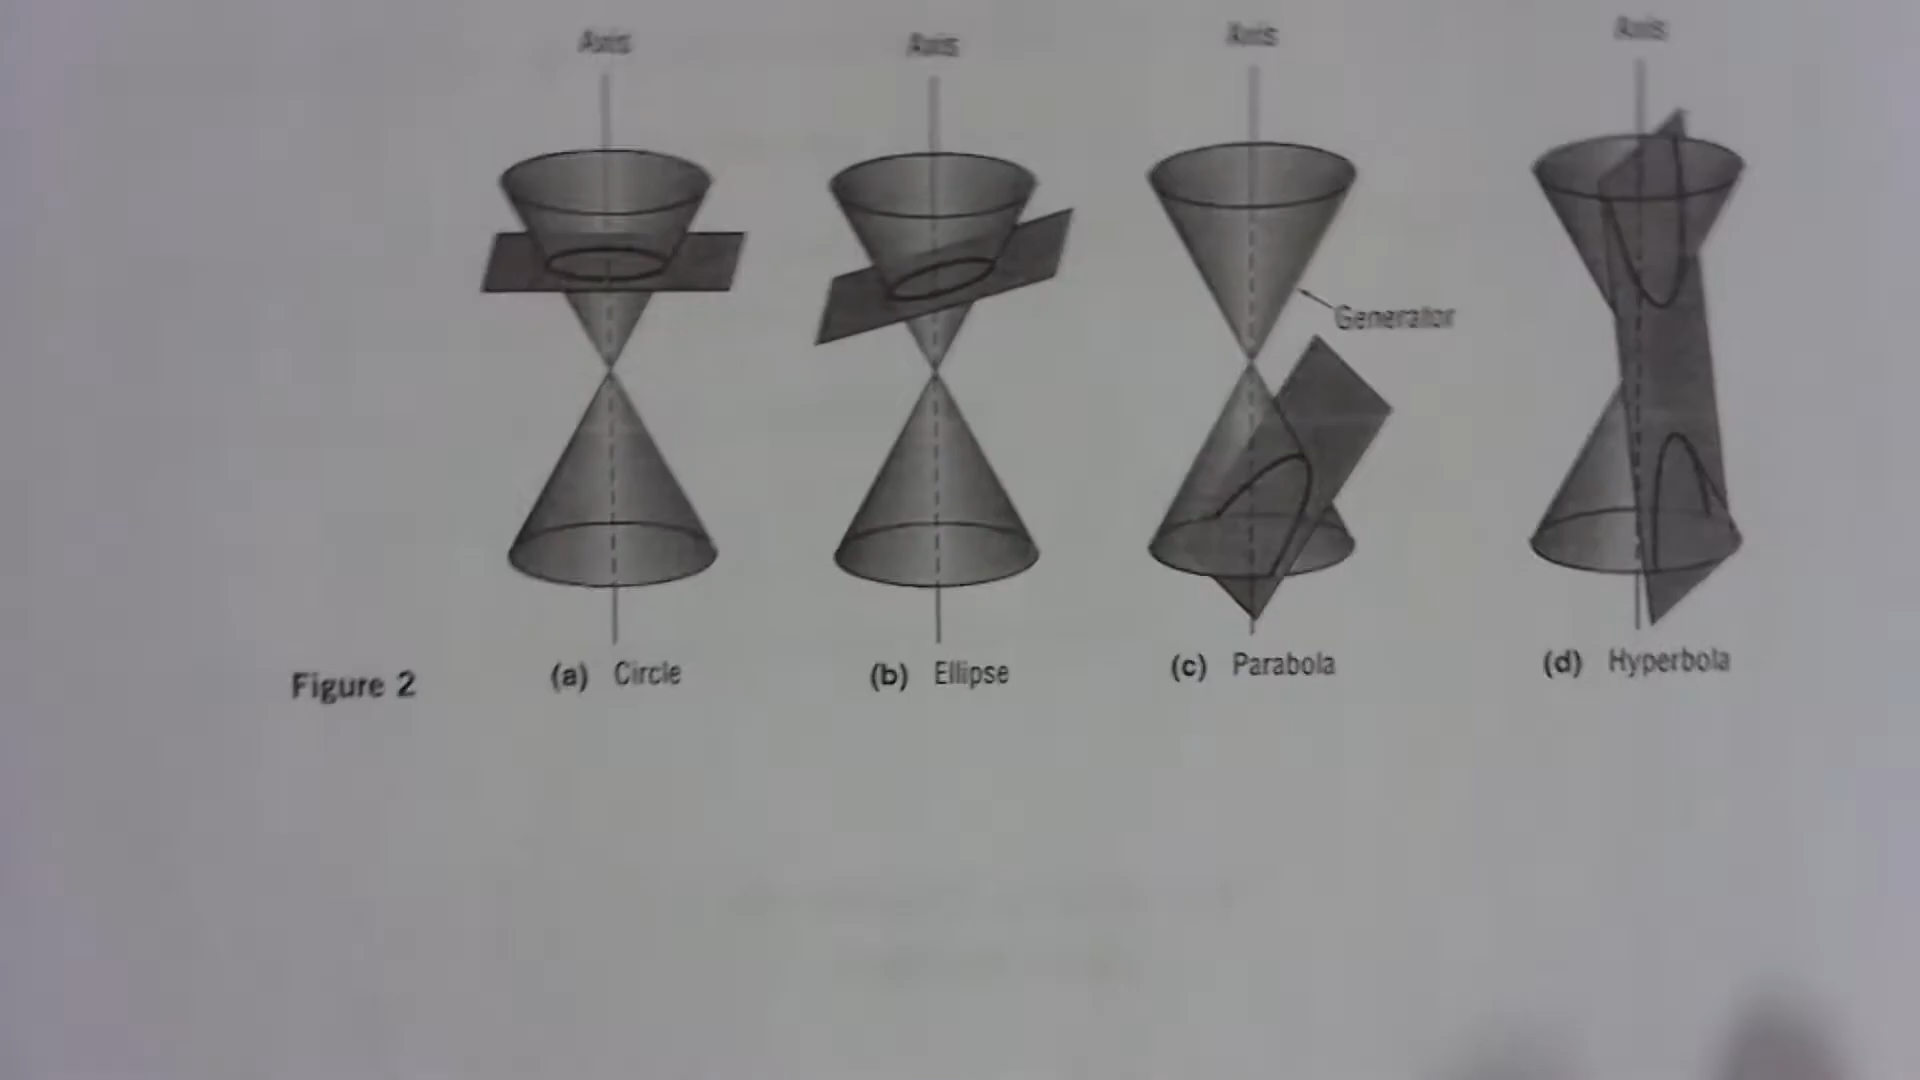 Axis
Axis
Axis
Axis
Generator
Figure 2
(a) Circle
(b) Ellipse
(c) Parabola
(d) Hyperbola